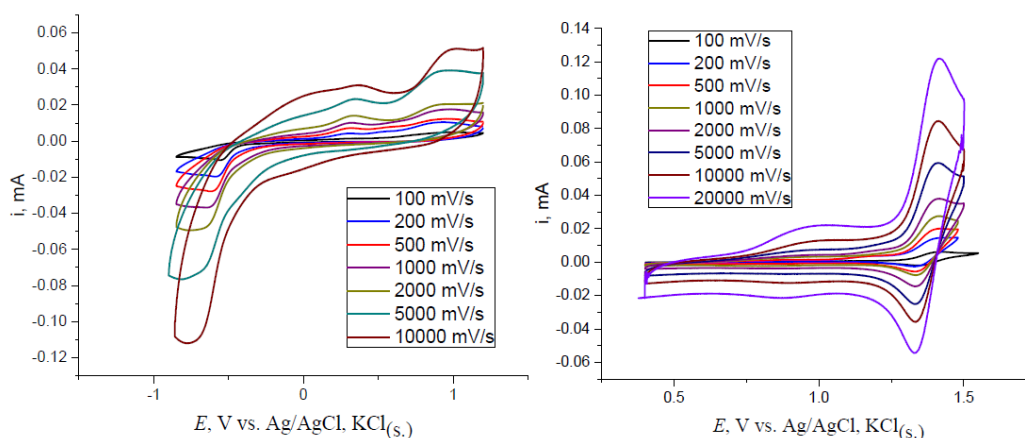 0.06
0.04
0.02
0.00
-0.02
-0.04
-0.06
-0.08
-0.10
-0.12
i, mA
100 mV/s
200 mV/s
500 mV/s
1000 mV/s
2000 mV/s
5000 mV/s
10000 mV/s
-1
0
1
E, V vs. Ag/AgCl, KCl(s.)
0.14
0.12
0.10
0.08
0.06
0.04
0.02
0.00
-0.02
-0.04
-0.06
i, mA
100 mV/s
200 mV/s
500 mV/s
1000 mV/s
2000 mV/s
5000 mV/s
10000 mV/s
20000 mV/s
0.5
1.0
1.5
E, V vs. Ag/AgCl, KCl(s.)